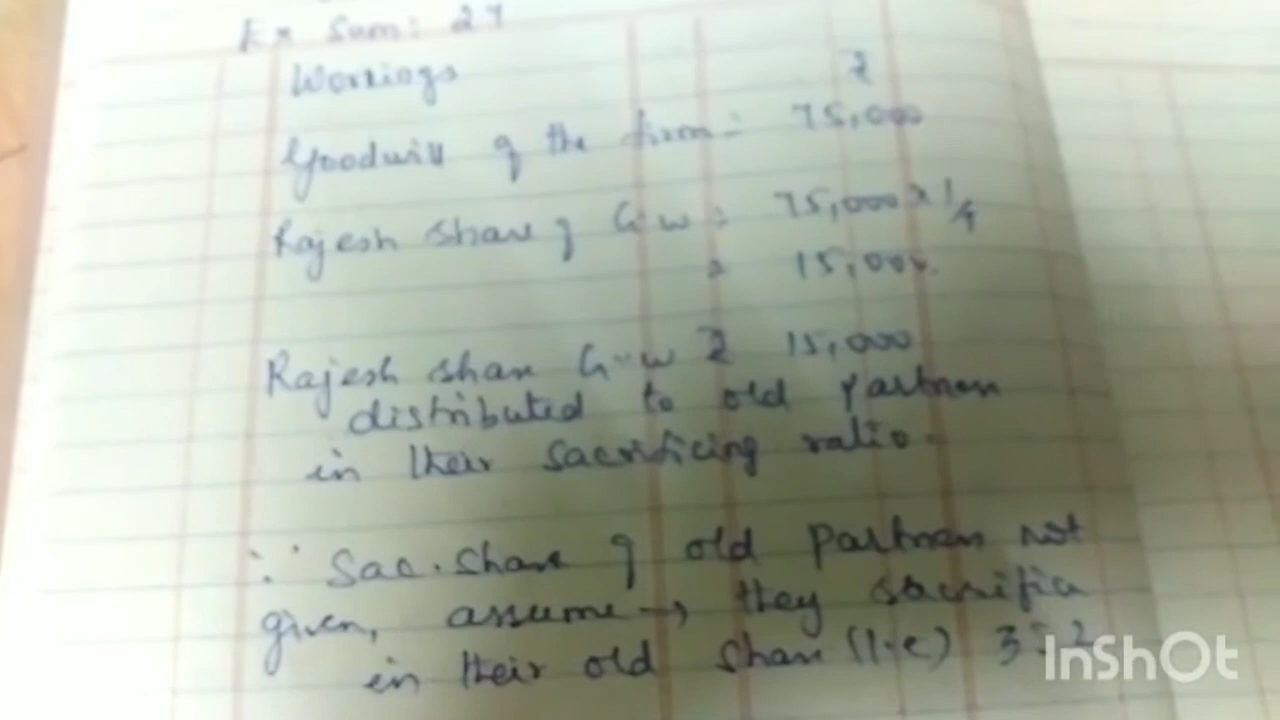 Ex Sum: 27
Workings ₹
Goodwill of the firm = 75,000
Rajesh Share of G.w = 75,000 x 1/
= 15,000.
Rajesh share G.w ₹ 15,000
distributed to old partners
in their sacrificing ratio.
∵ Sac. Share of old partners not
given, assume → they sacrifice
in their old share (i.e) 3:2
InShOt